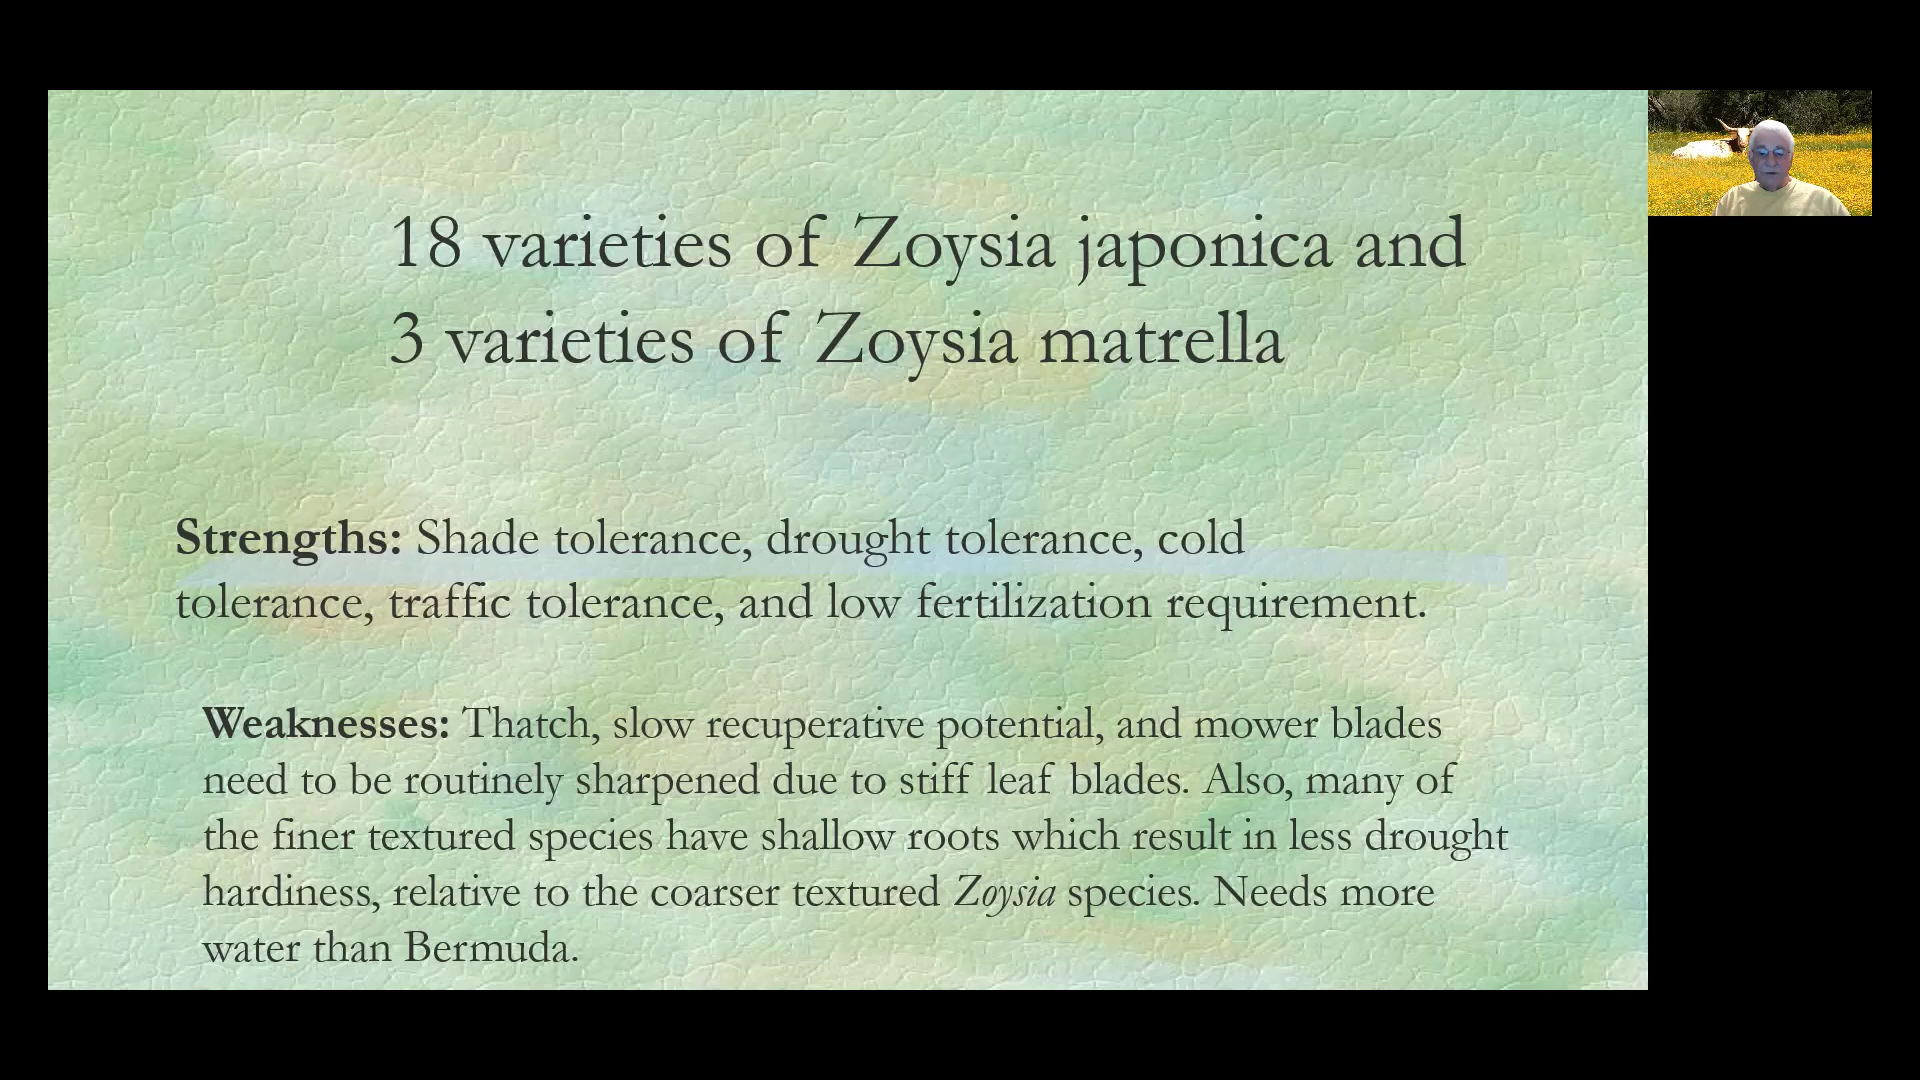 18 varieties of Zoysia japonica and
3 varieties of Zoysia matrella
Strengths: Shade tolerance, drought tolerance, cold
tolerance, traffic tolerance, and low fertilization requirement.
Weaknesses: Thatch, slow recuperative potential, and mower blades
need to be routinely sharpened due to stiff leaf blades. Also, many of
the finer textured species have shallow roots which result in less drought
hardiness, relative to the coarser textured Zoysia species. Needs more
water than Bermuda.